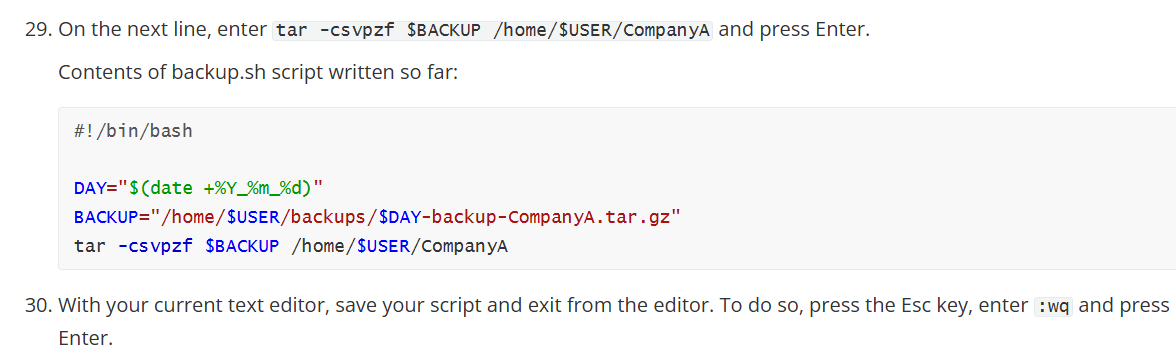 29. On the next line, enter tar -csvpzf $BACKUP /home/$USER/CompanyA and press Enter.
Contents of backup.sh script written so far:
#!/bin/bash
DAY="$(date +%Y_%m_%d)"
BACKUP="/home/$USER/backups/$DAY-backup-CompanyA.tar.gz"
tar -csvpzf $BACKUP /home/$USER/CompanyA
30. With your current text editor, save your script and exit from the editor. To do so, press the Esc key, enter :wq and press
Enter.